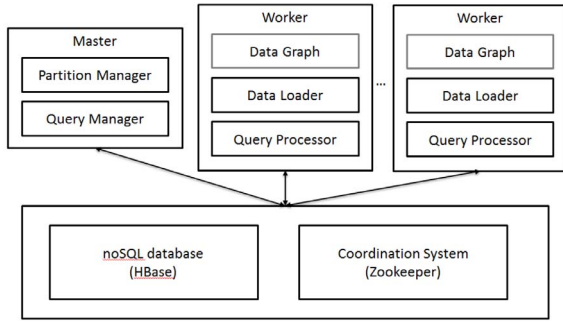 Master
Partition Manager
Query Manager
Worker
Data Graph
Data Loader
Query Processor
...
Worker
Data Graph
Data Loader
Query Processor
noSQL database
(HBase)
Coordination System
(Zookeeper)